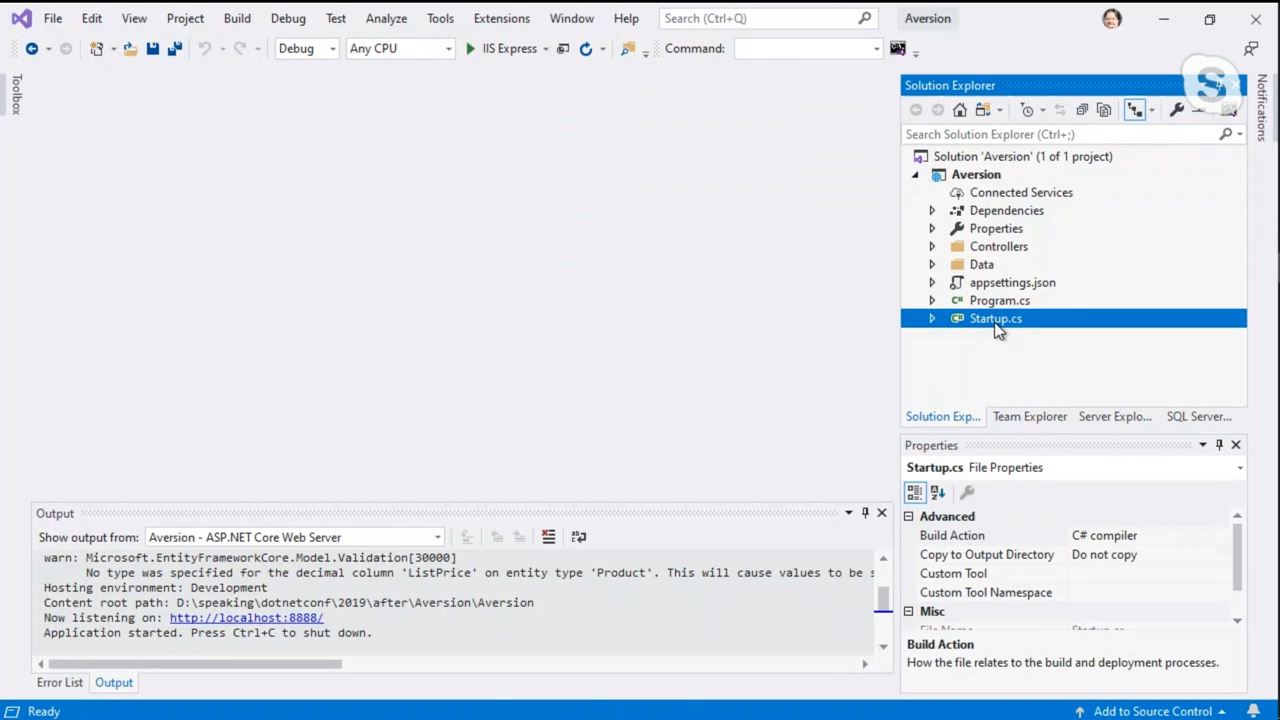 File Edit View Project Build Debug Test Analyze Tools Extensions Window Help Search (Ctrl+Q) Aversion
Debug Any CPU IIS Express Command:
Toolbox
Notifications
Solution Explorer
Search Solution Explorer (Ctrl+;)
Solution 'Aversion' (1 of 1 project)
Aversion
Connected Services
Dependencies
Properties
Controllers
Data
appsettings.json
Program.cs
Startup.cs
Solution Exp... Team Explorer Server Explo... SQL Server...
Properties
Startup.cs File Properties
Advanced
Build Action C# compiler
Copy to Output Directory Do not copy
Custom Tool
Custom Tool Namespace
Misc
File Name Startup.cs
Build Action
How the file relates to the build and deployment processes.
Output
Show output from: Aversion - ASP.NET Core Web Server
warn: Microsoft.EntityFrameworkCore.Model.Validation[30000]
No type was specified for the decimal column 'ListPrice' on entity type 'Product'. This will cause values to be s
Hosting environment: Development
Content root path: D:\speaking\dotnetconf\2019\after\Aversion\Aversion
Now listening on: http://localhost:8888/
Application started. Press Ctrl+C to shut down.
Error List Output
Ready Add to Source Control